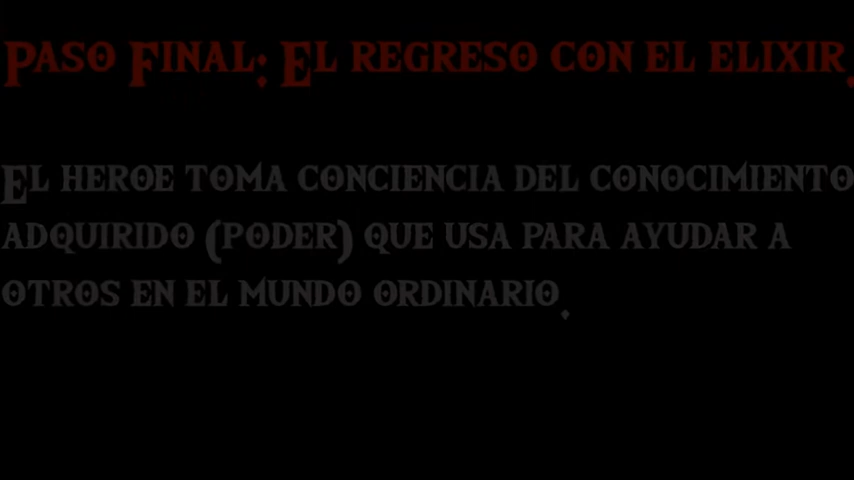 Paso Final: El regreso con el elixir.
El heroe toma conciencia del conocimiento
adquirido (poder) que usa para ayudar a
otros en el mundo ordinario.